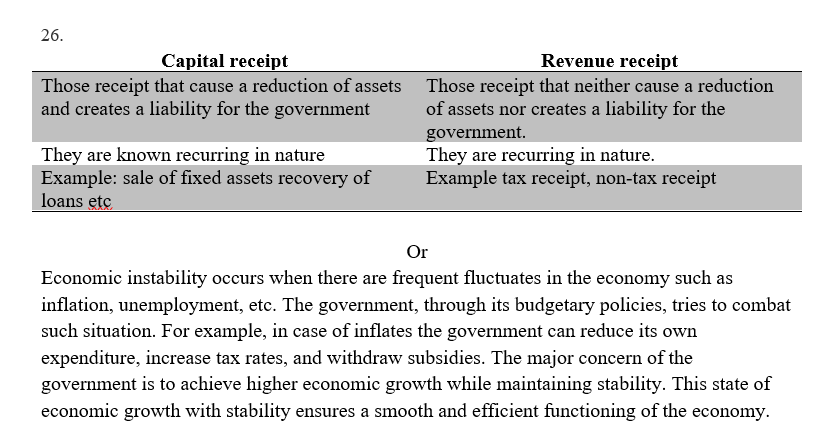 26.
Capital receipt Revenue receipt
Those receipt that cause a reduction of assets Those receipt that neither cause a reduction
and creates a liability for the government of assets nor creates a liability for the
government.
They are known recurring in nature They are recurring in nature.
Example: sale of fixed assets recovery of Example tax receipt, non-tax receipt
loans etc
Or
Economic instability occurs when there are frequent fluctuates in the economy such as
inflation, unemployment, etc. The government, through its budgetary policies, tries to combat
such situation. For example, in case of inflates the government can reduce its own
expenditure, increase tax rates, and withdraw subsidies. The major concern of the
government is to achieve higher economic growth while maintaining stability. This state of
economic growth with stability ensures a smooth and efficient functioning of the economy.